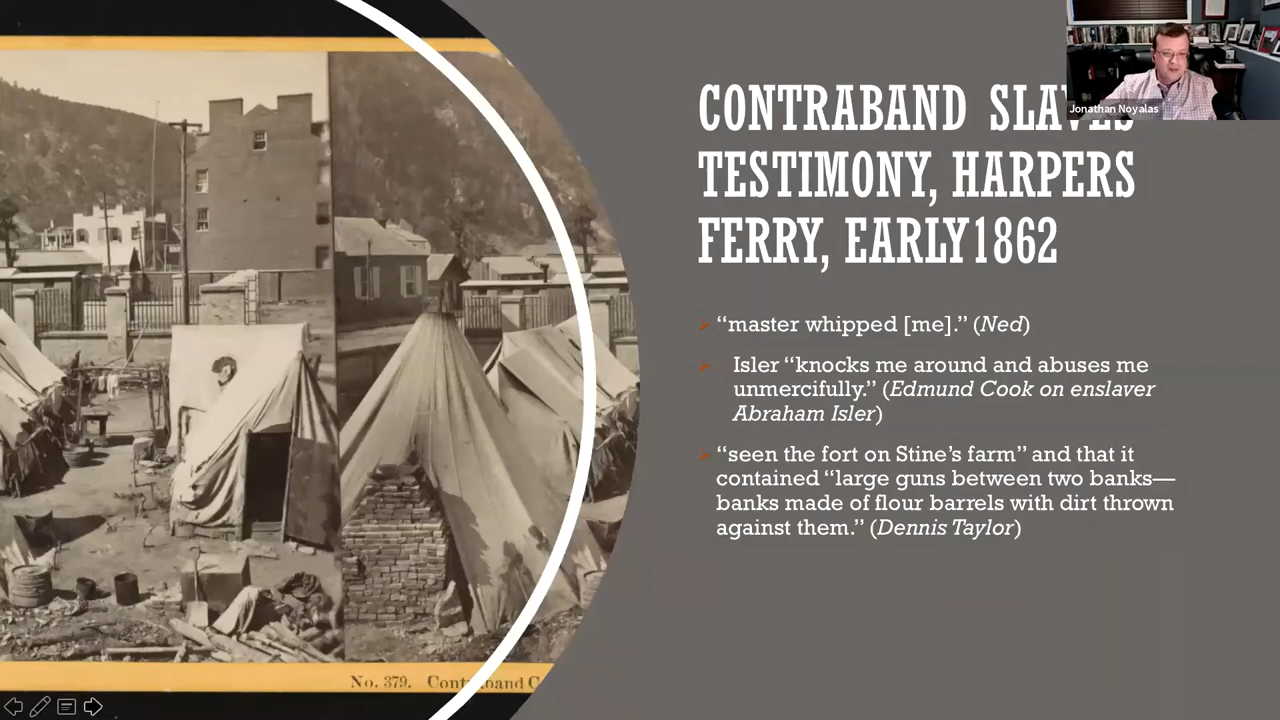 Jonathan Noyalas
CONTRABAND SLAVES
TESTIMONY, HARPERS
FERRY, EARLY1862
“master whipped [me].” (Ned)
Isler “knocks me around and abuses me
unmercifully.” (Edmund Cook on enslaver
Abraham Isler)
“seen the fort on Stine’s farm” and that it
contained “large guns between two banks—
banks made of flour barrels with dirt thrown
against them.” (Dennis Taylor)
No. 379. Contraband C